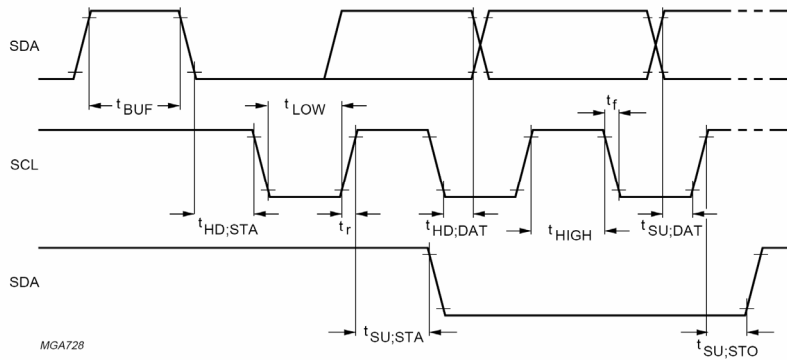 SDA
t BUF
t LOW
t f
SCL
t HD;STA
t r
t HD;DAT
t HIGH
t SU;DAT
SDA
t SU;STA
t SU;STO
MGA728